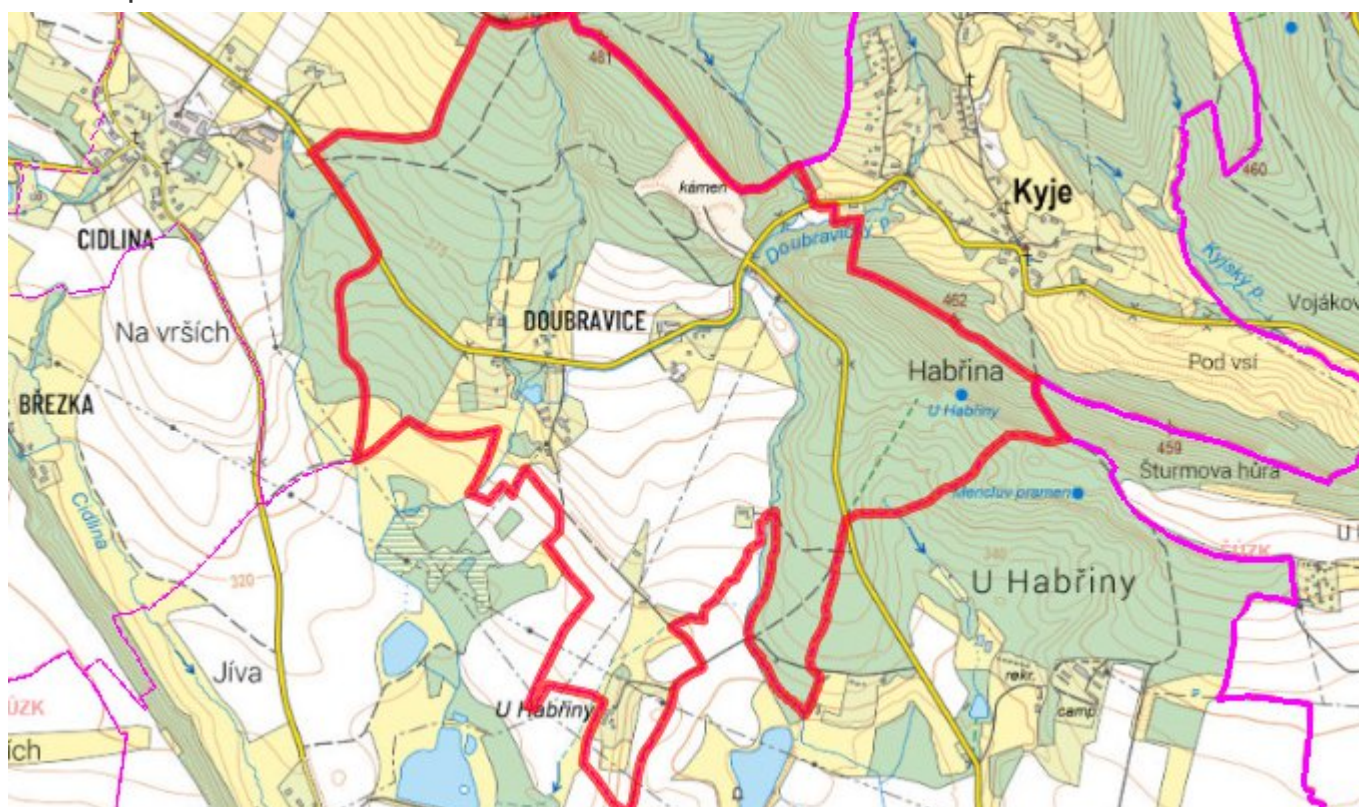 481
460
kámen
Kyje
CIDLINA
Doubravický p.
Kyjský p.
375
462
Vojákov
Na vrších
DOUBRAVICE
Pod vsí
Habřina
BŘEZKA
U Habřiny
459
Šturmova hůra
Menclův pramen
Cidlina
U
ČÚZK
340
320
U Habřiny
Jíva
rekr.
ÚZK
U Habřiny
camp
ích